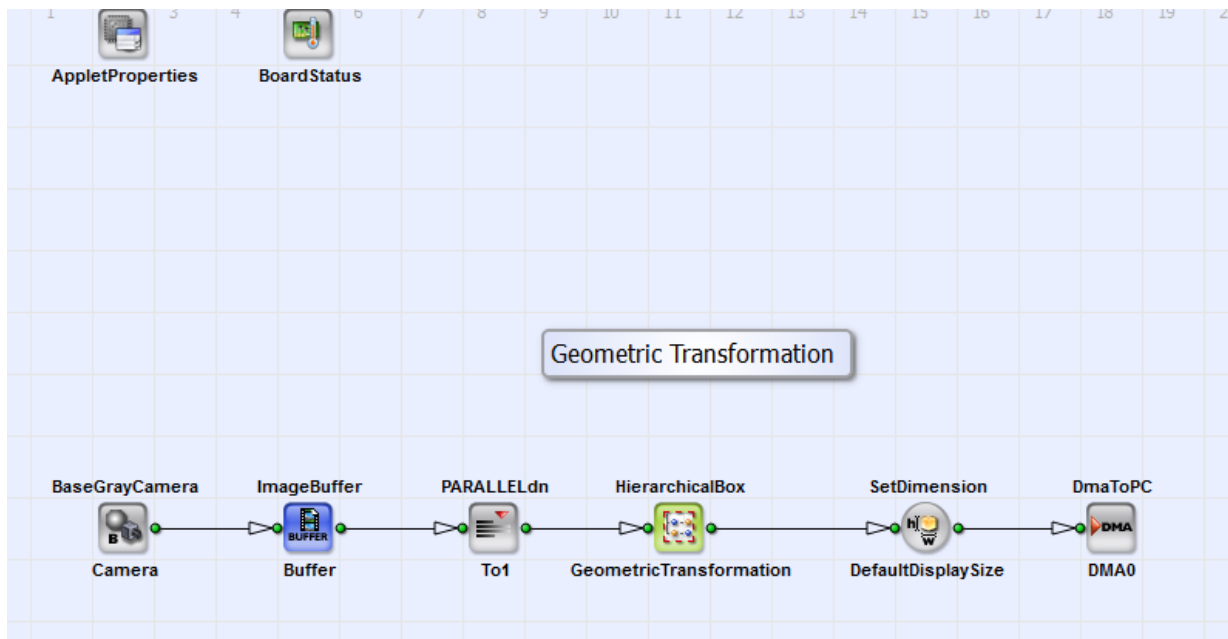 1 3 4 6 7 8 9 10 11 12 13 14 15 16 17 18 19 2
AppletProperties BoardStatus
Geometric Transformation
BaseGrayCamera ImageBuffer PARALLELdn HierarchicalBox SetDimension DmaToPC
B BUFFER h w DMA
Camera Buffer To1 GeometricTransformation DefaultDisplaySize DMA0